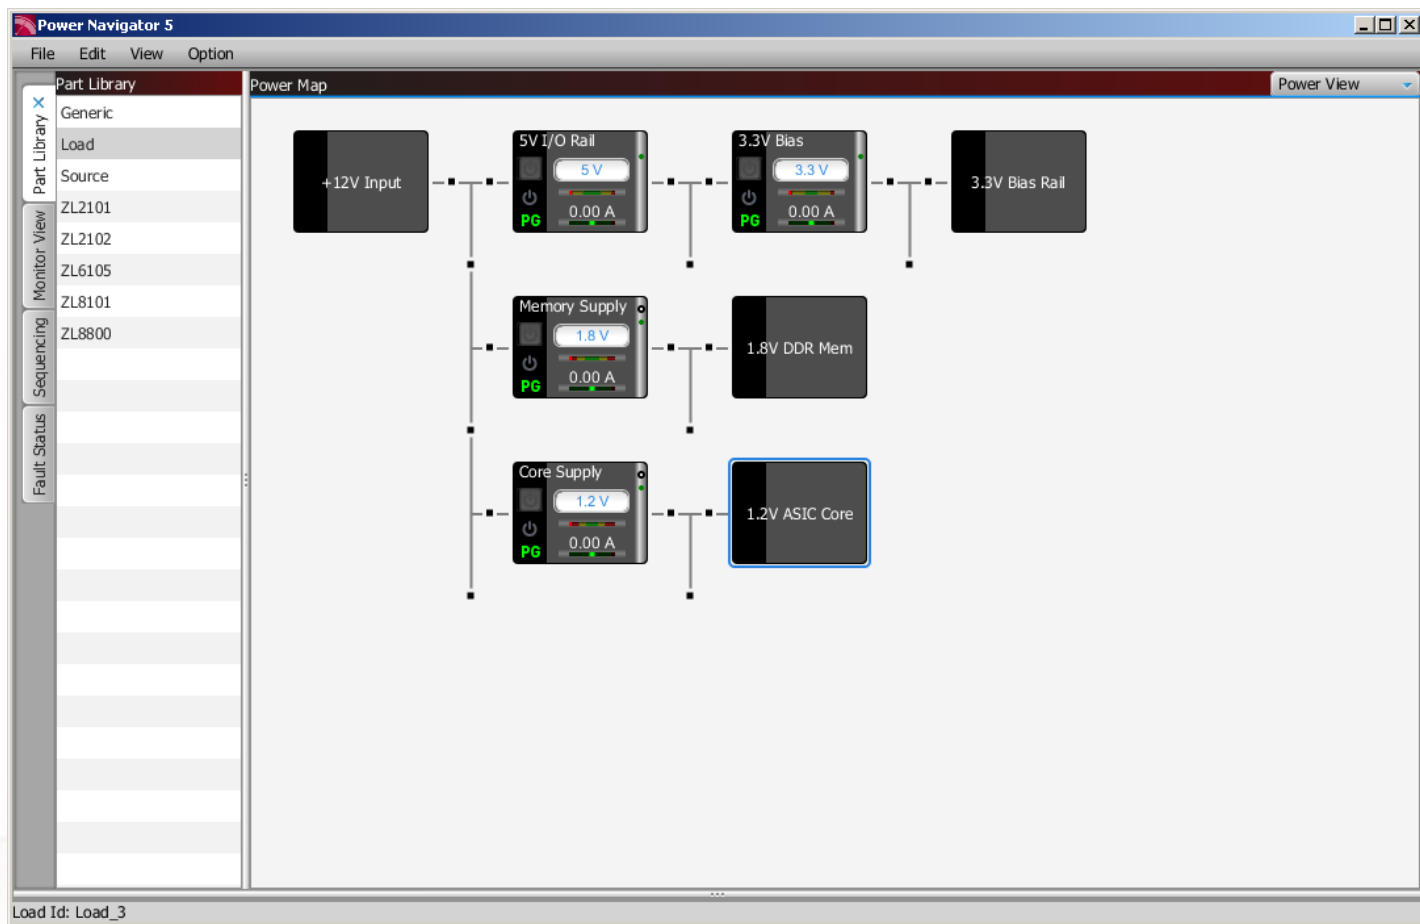 Power Navigator 5
File Edit View Option
Part Library
Power Map
Power View
Part Library
Monitor View
Sequencing
Fault Status
Generic
Load
Source
ZL2101
ZL2102
ZL6105
ZL8101
ZL8800
+12V Input
5V I/O Rail
5 V
0.00 A
PG
3.3V Bias
3.3 V
0.00 A
PG
3.3V Bias Rail
Memory Supply
1.8 V
0.00 A
PG
1.8V DDR Mem
Core Supply
1.2 V
0.00 A
PG
1.2V ASIC Core
Load Id: Load_3